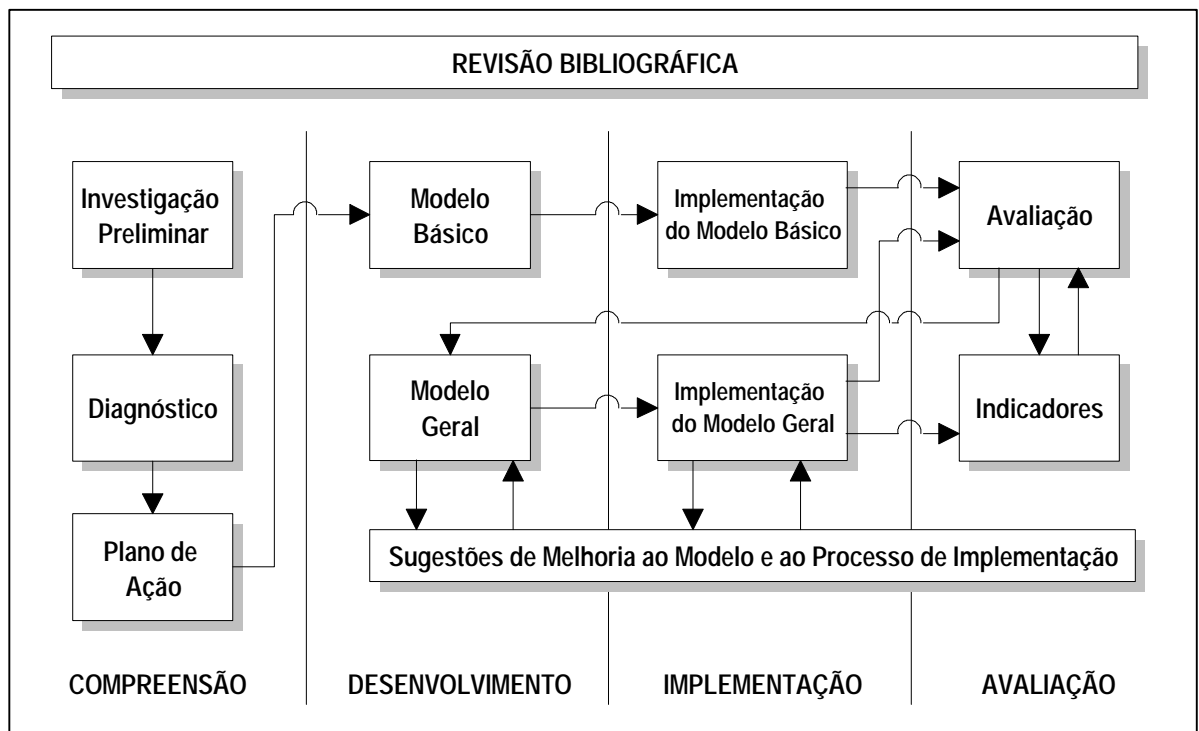 REVISÃO BIBLIOGRÁFICA
Investigação
Preliminar
Modelo
Básico
Implementação
do Modelo Básico
Avaliação
Diagnóstico
Modelo
Geral
Implementação
do Modelo Geral
Indicadores
Plano de
Ação
Sugestões de Melhoria ao Modelo e ao Processo de Implementação
COMPREENSÃO
DESENVOLVIMENTO
IMPLEMENTAÇÃO
AVALIAÇÃO